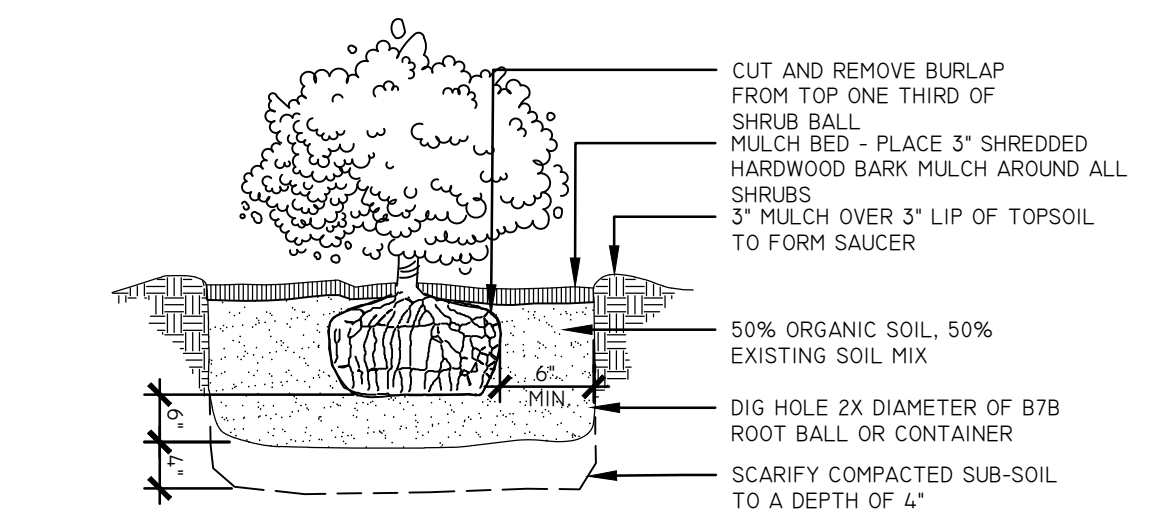 CUT AND REMOVE BURLAP
FROM TOP ONE THIRD OF
SHRUB BALL
MULCH BED - PLACE 3" SHREDDED
HARDWOOD BARK MULCH AROUND ALL
SHRUBS
3" MULCH OVER 3" LIP OF TOPSOIL
TO FORM SAUCER
50% ORGANIC SOIL, 50%
EXISTING SOIL MIX
6"
MIN.
DIG HOLE 2X DIAMETER OF B7B
ROOT BALL OR CONTAINER
6"
4"
SCARIFY COMPACTED SUB-SOIL
TO A DEPTH OF 4"